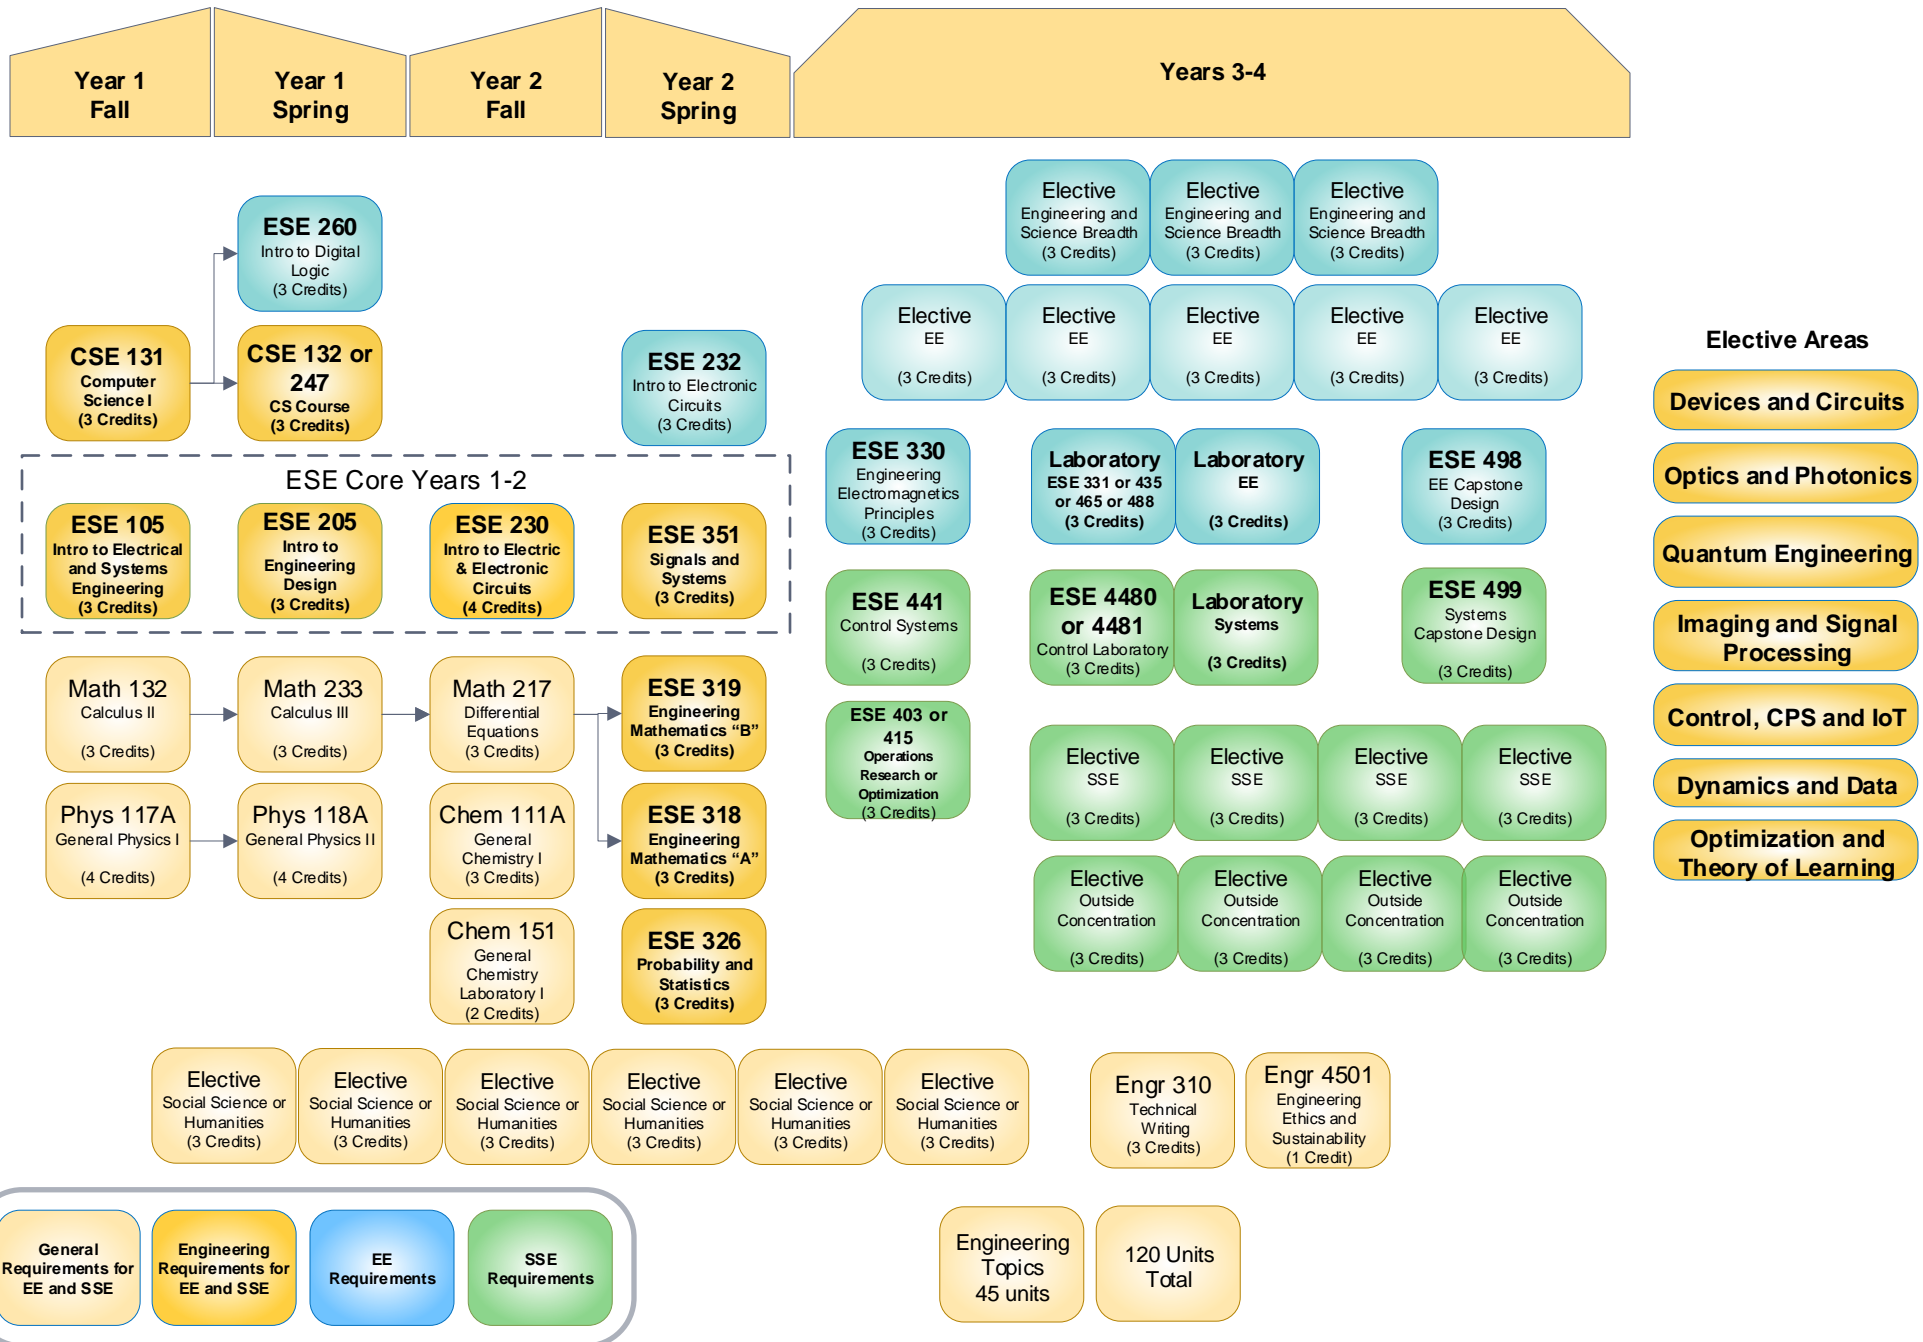 Year 1
Fall
Year 1
Spring
Year 2
Fall
Year 2
Spring
Years 3-4
Elective
Engineering and
Science Breadth
(3 Credits)
Elective
Engineering and
Science Breadth
(3 Credits)
Elective
Engineering and
Science Breadth
(3 Credits)
ESE 260
Intro to Digital
Logic
(3 Credits)
Elective
EE
(3 Credits)
Elective
EE
(3 Credits)
Elective
EE
(3 Credits)
Elective
EE
(3 Credits)
Elective
EE
(3 Credits)
CSE 131
Computer
Science I
(3 Credits)
CSE 132 or
247
CS Course
(3 Credits)
ESE 232
Intro to Electronic
Circuits
(3 Credits)
ESE 330
Engineering
Electromagnetics
Principles
(3 Credits)
Laboratory
ESE 331 or 435
or 465 or 488
(3 Credits)
Laboratory
EE
(3 Credits)
ESE 498
EE Capstone
Design
(3 Credits)
ESE Core Years 1-2
ESE 105
Intro to Electrical
and Systems
Engineering
(3 Credits)
ESE 205
Intro to
Engineering
Design
(3 Credits)
ESE 230
Intro to Electric
& Electronic
Circuits
(4 Credits)
ESE 351
Signals and
Systems
(3 Credits)
ESE 441
Control Systems
(3 Credits)
ESE 4480
or 4481
Control Laboratory
(3 Credits)
Laboratory
Systems
(3 Credits)
ESE 499
Systems
Capstone Design
(3 Credits)
Math 132
Calculus II
(3 Credits)
Math 233
Calculus III
(3 Credits)
Math 217
Differential
Equations
(3 Credits)
ESE 319
Engineering
Mathematics “B”
(3 Credits)
ESE 403 or
415
Operations
Research or
Optimization
(3 Credits)
Elective
SSE
(3 Credits)
Elective
SSE
(3 Credits)
Elective
SSE
(3 Credits)
Elective
SSE
(3 Credits)
Phys 117A
General Physics I
(4 Credits)
Phys 118A
General Physics II
(4 Credits)
Chem 111A
General
Chemistry I
(3 Credits)
ESE 318
Engineering
Mathematics “A”
(3 Credits)
Elective
Outside
Concentration
(3 Credits)
Elective
Outside
Concentration
(3 Credits)
Elective
Outside
Concentration
(3 Credits)
Elective
Outside
Concentration
(3 Credits)
Chem 151
General
Chemistry
Laboratory I
(2 Credits)
ESE 326
Probability and
Statistics
(3 Credits)
Elective
Social Science or
Humanities
(3 Credits)
Elective
Social Science or
Humanities
(3 Credits)
Elective
Social Science or
Humanities
(3 Credits)
Elective
Social Science or
Humanities
(3 Credits)
Elective
Social Science or
Humanities
(3 Credits)
Elective
Social Science or
Humanities
(3 Credits)
Engr 310
Technical
Writing
(3 Credits)
Engr 4501
Engineering
Ethics and
Sustainability
(1 Credit)
General
Requirements for
EE and SSE
Engineering
Requirements for
EE and SSE
EE
Requirements
SSE
Requirements
Engineering
Topics
45 units
120 Units
Total
Elective Areas
Devices and Circuits
Optics and Photonics
Quantum Engineering
Imaging and Signal
Processing
Control, CPS and IoT
Dynamics and Data
Optimization and
Theory of Learning